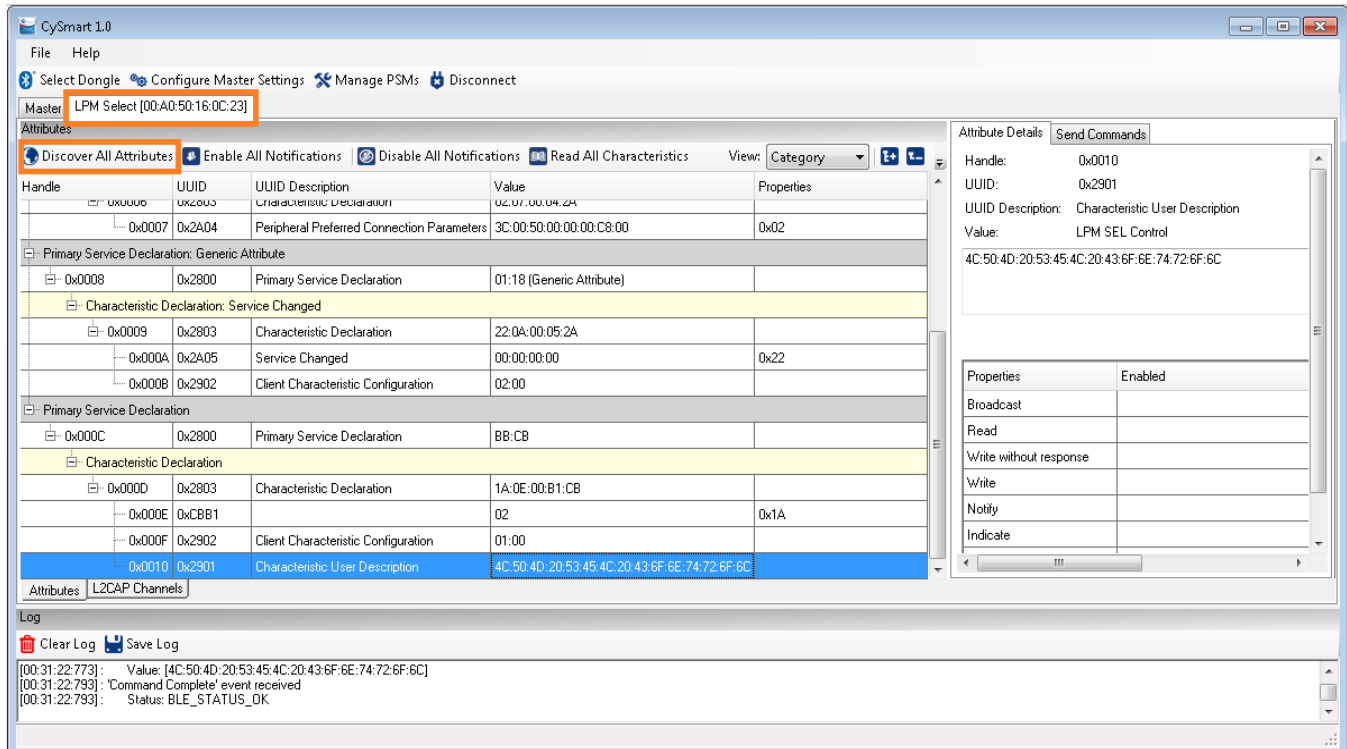 CySmart 1.0
File Help
Select Dongle Configure Master Settings Manage PSMs Disconnect
Master LPM Select [00:A0:50:16:0C:23]
Attributes
Discover All Attributes Enable All Notifications Disable All Notifications Read All Characteristics View: Category
Handle UUID UUID Description Value Properties
0x0006 0x2803 Characteristic Declaration 02:07:00:04:2A
0x0007 0x2A04 Peripheral Preferred Connection Parameters 3C:00:50:00:00:00:C8:00 0x02
Primary Service Declaration: Generic Attribute
0x0008 0x2800 Primary Service Declaration 01:18 (Generic Attribute)
Characteristic Declaration: Service Changed
0x0009 0x2803 Characteristic Declaration 22:0A:00:05:2A
0x000A 0x2A05 Service Changed 00:00:00:00 0x22
0x000B 0x2902 Client Characteristic Configuration 02:00
Primary Service Declaration
0x000C 0x2800 Primary Service Declaration BB:CB
Characteristic Declaration
0x000D 0x2803 Characteristic Declaration 1A:0E:00:B1:CB
0x000E 0xCBB1 02 0x1A
0x000F 0x2902 Client Characteristic Configuration 01:00
0x0010 0x2901 Characteristic User Description 4C:50:4D:20:53:45:4C:20:43:6F:6E:74:72:6F:6C
Attributes L2CAP Channels
Attribute Details Send Commands
Handle: 0x0010
UUID: 0x2901
UUID Description: Characteristic User Description
Value: LPM SEL Control
4C:50:4D:20:53:45:4C:20:43:6F:6E:74:72:6F:6C
Properties Enabled
Broadcast
Read
Write without response
Write
Notify
Indicate
Log
Clear Log Save Log
[00:31:22:773] : Value: [4C:50:4D:20:53:45:4C:20:43:6F:6E:74:72:6F:6C]
[00:31:22:793] : 'Command Complete' event received
[00:31:22:793] : Status: BLE_STATUS_OK